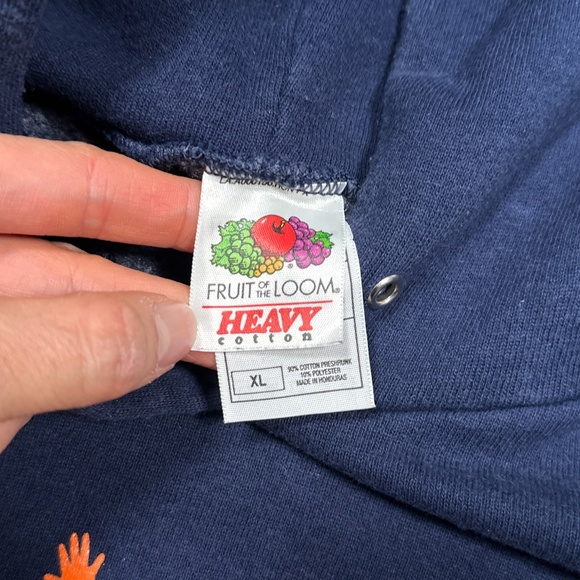 FRUIT OF THE LOOM®
HEAVY
cotton
XL
90% COTTON PRESHRUNK
10% POLYESTER
MADE IN HONDURAS